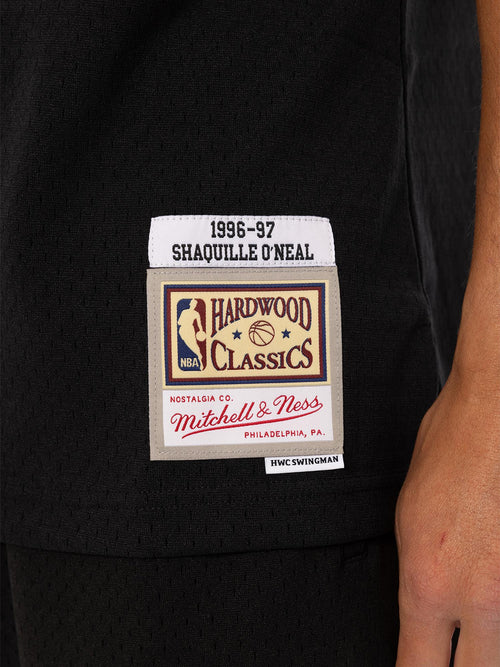 1996-97
SHAQUILLE O'NEAL
HARDWOOD
CLASSICS
NBA
NOSTALGIA CO.
Mitchell & Ness
PHILADELPHIA, PA.
HWC SWINGMAN